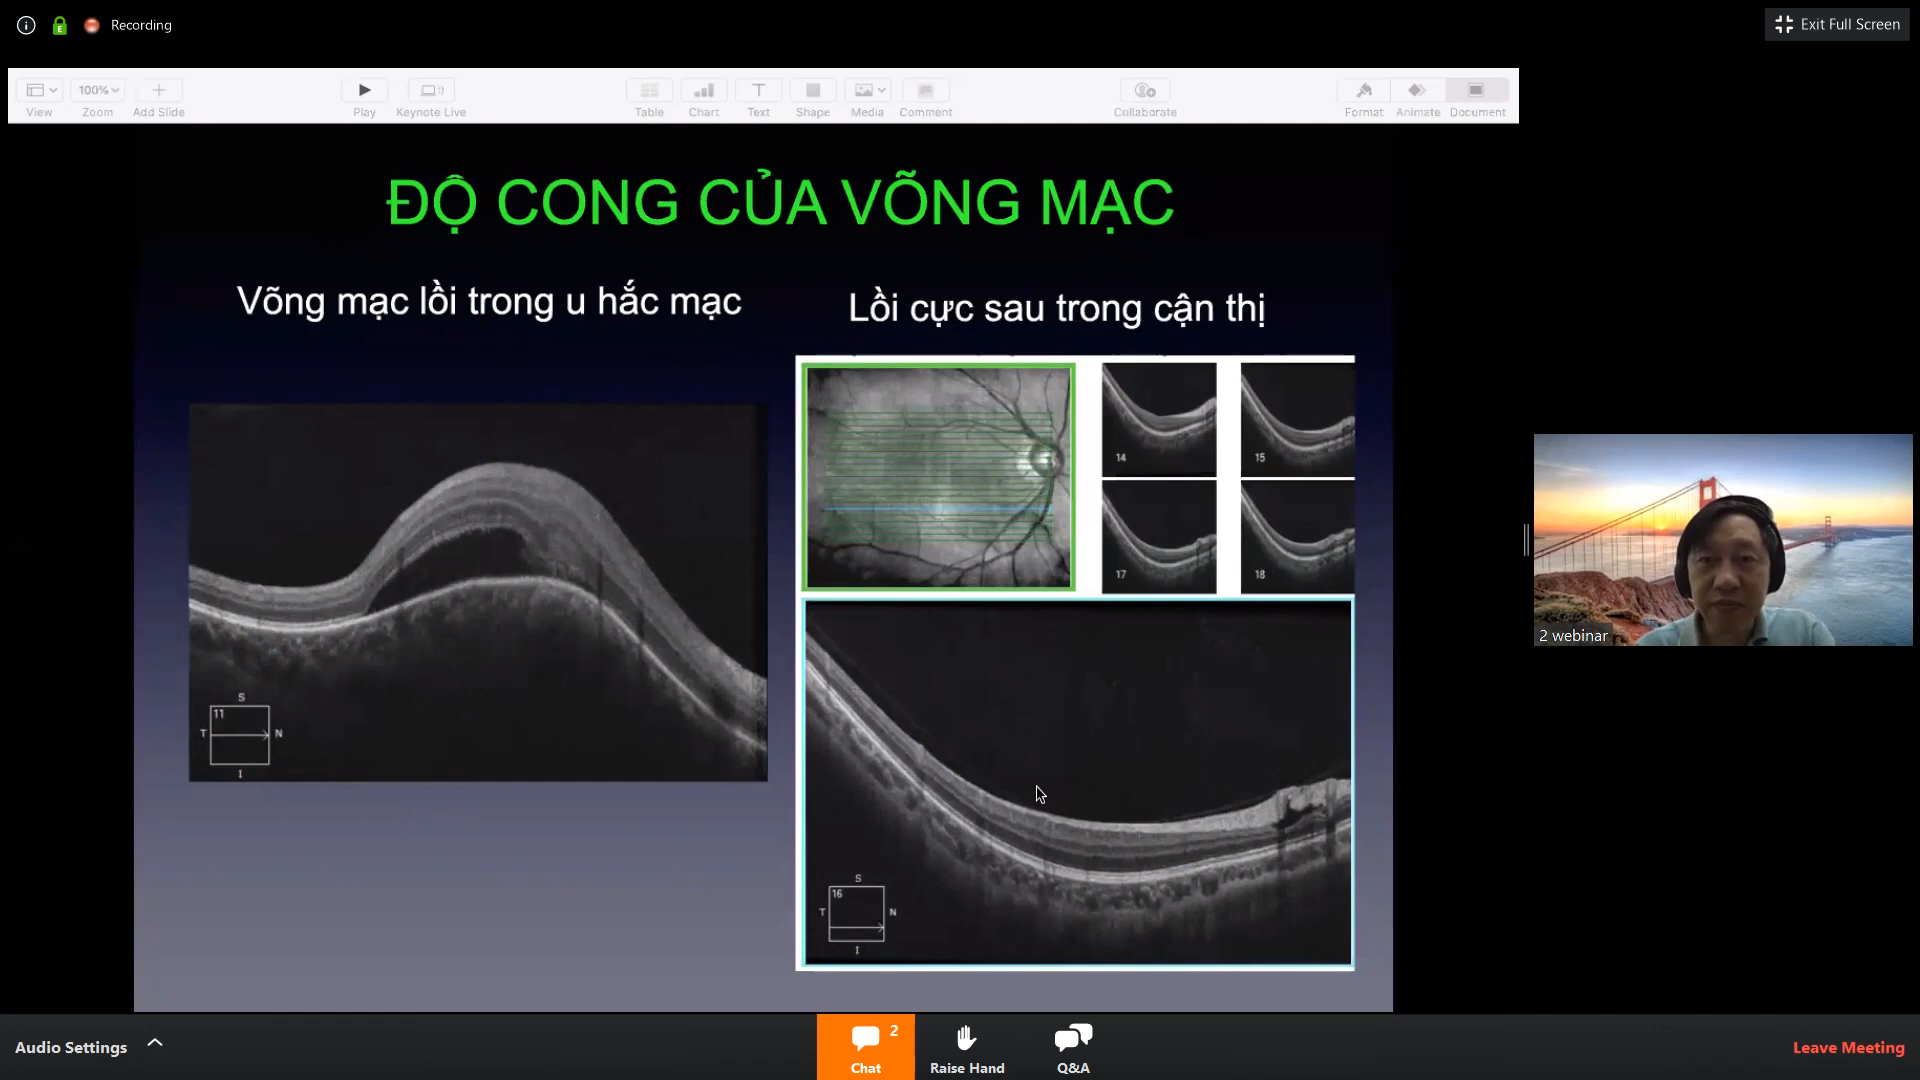 Recording
Exit Full Screen
100%
View
Zoom
Add Slide
Play
Keynote Live
Table
Chart
Text
Shape
Media
Comment
Collaborate
Format
Animate
Document
ĐỘ CONG CỦA VÕNG MẠC
Võng mạc lồi trong u hắc mạc
Lồi cực sau trong cận thị
14
15
17
18
S
11
T
N
I
S
16
T
N
I
2 webinar
Audio Settings
2
Chat
Raise Hand
Q&A
Leave Meeting